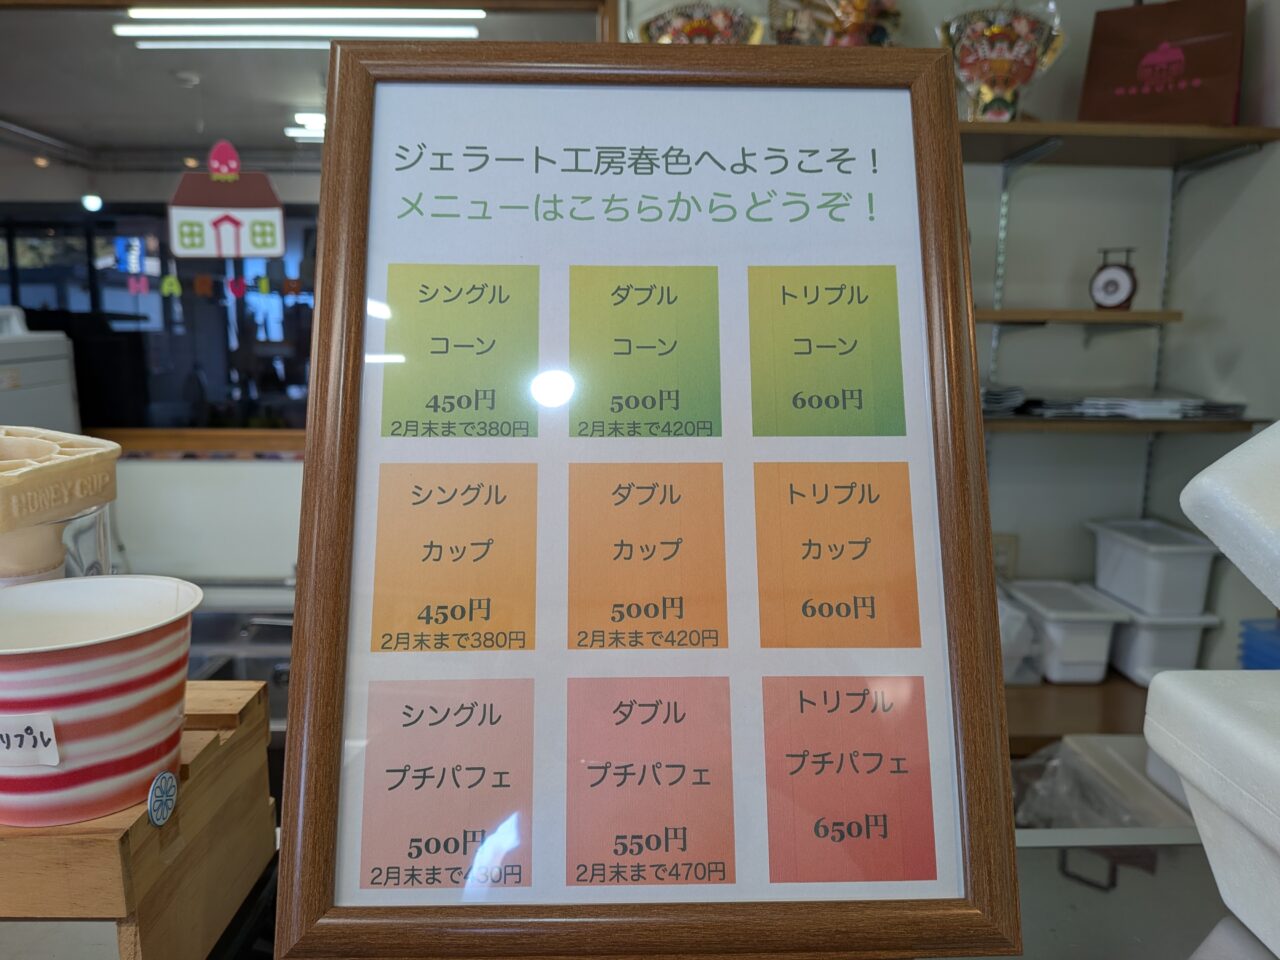 ジェラート工房春色へようこそ！
メニューはこちらからどうぞ！
シングル
コーン
450円
2月末まで380円
ダブル
コーン
500円
2月末まで420円
トリプル
コーン
600円
シングル
カップ
450円
2月末まで380円
ダブル
カップ
500円
2月末まで420円
トリプル
カップ
600円
シングル
プチパフェ
500円
2月末まで430円
ダブル
プチパフェ
550円
2月末まで470円
トリプル
プチパフェ
650円
HONEY CUP
リプル
HARUIRO